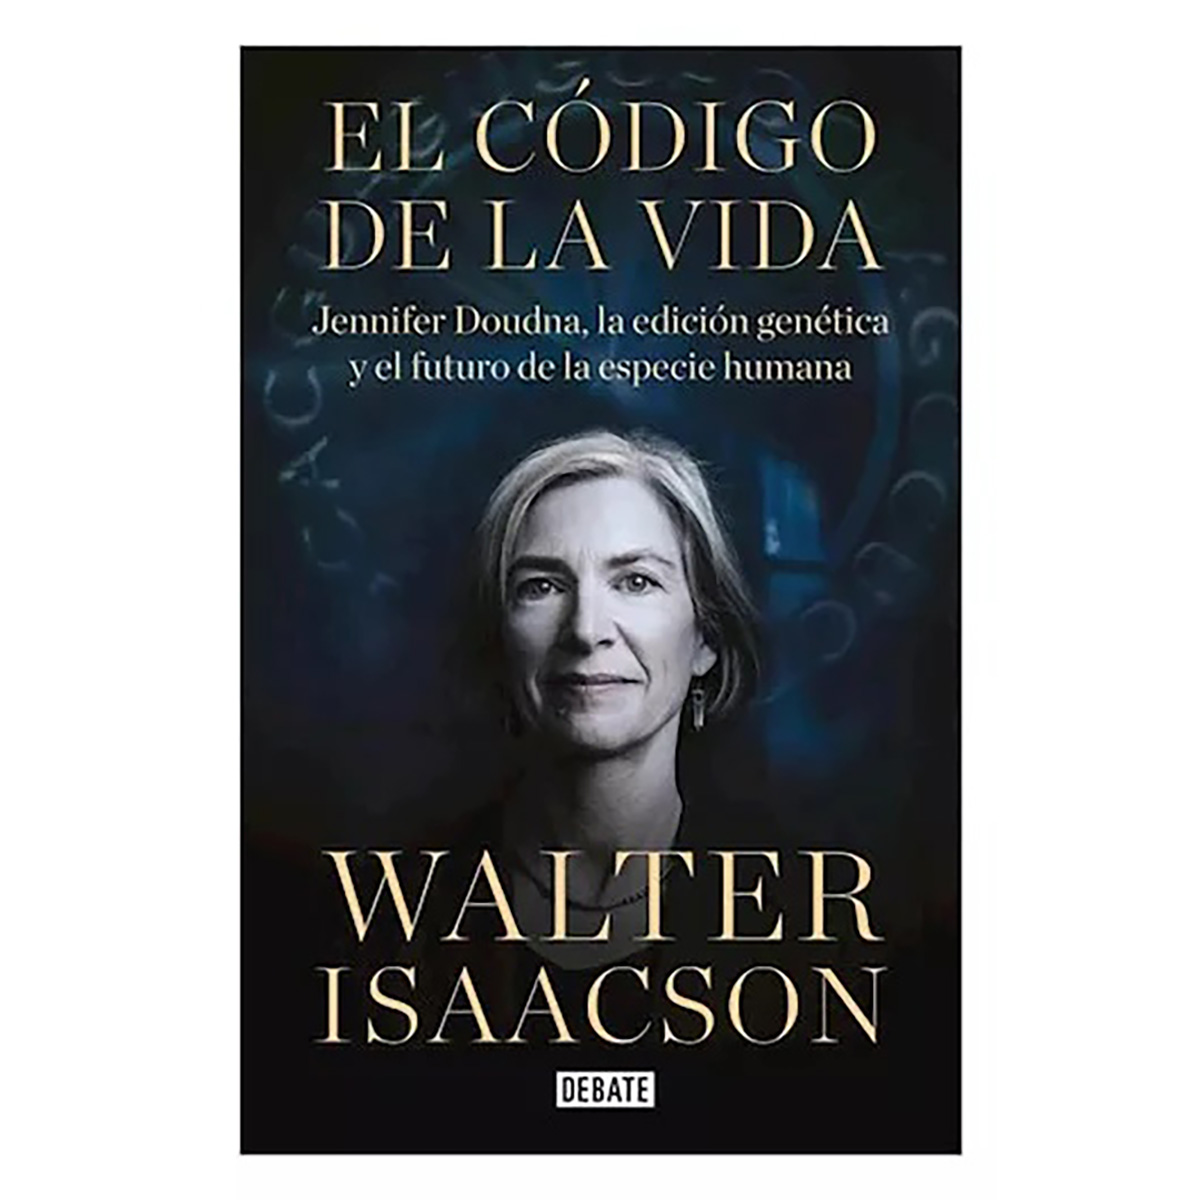 EL CÓDIGO
DE LA VIDA
Jennifer Doudna, la edición genética
y el futuro de la especie humana
WALTER
ISAACSON
DEBATE